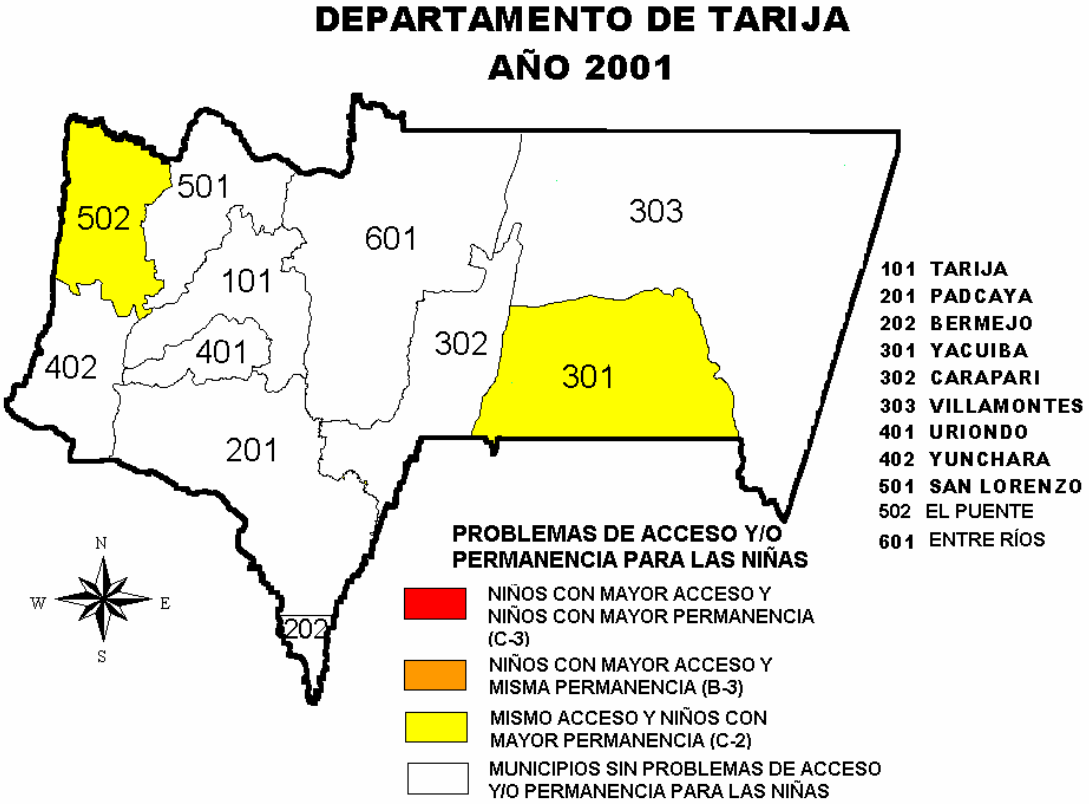 DEPARTAMENTO DE TARIJA
AÑO 2001
501
502
303
601
101
302
401
402
301
201
202
101 TARIJA
201 PADCAYA
202 BERMEJO
301 YACUIBA
302 CARAPARI
303 VILLAMONTES
401 URIONDO
402 YUNCHARA
501 SAN LORENZO
502 EL PUENTE
601 ENTRE RÍOS
N
W E
S
PROBLEMAS DE ACCESO Y/O
PERMANENCIA PARA LAS NIÑAS
NIÑOS CON MAYOR ACCESO Y
NIÑOS CON MAYOR PERMANENCIA
(C-3)
NIÑOS CON MAYOR ACCESO Y
MISMA PERMANENCIA (B-3)
MISMO ACCESO Y NIÑOS CON
MAYOR PERMANENCIA (C-2)
MUNICIPIOS SIN PROBLEMAS DE ACCESO
Y/O PERMANENCIA PARA LAS NIÑAS